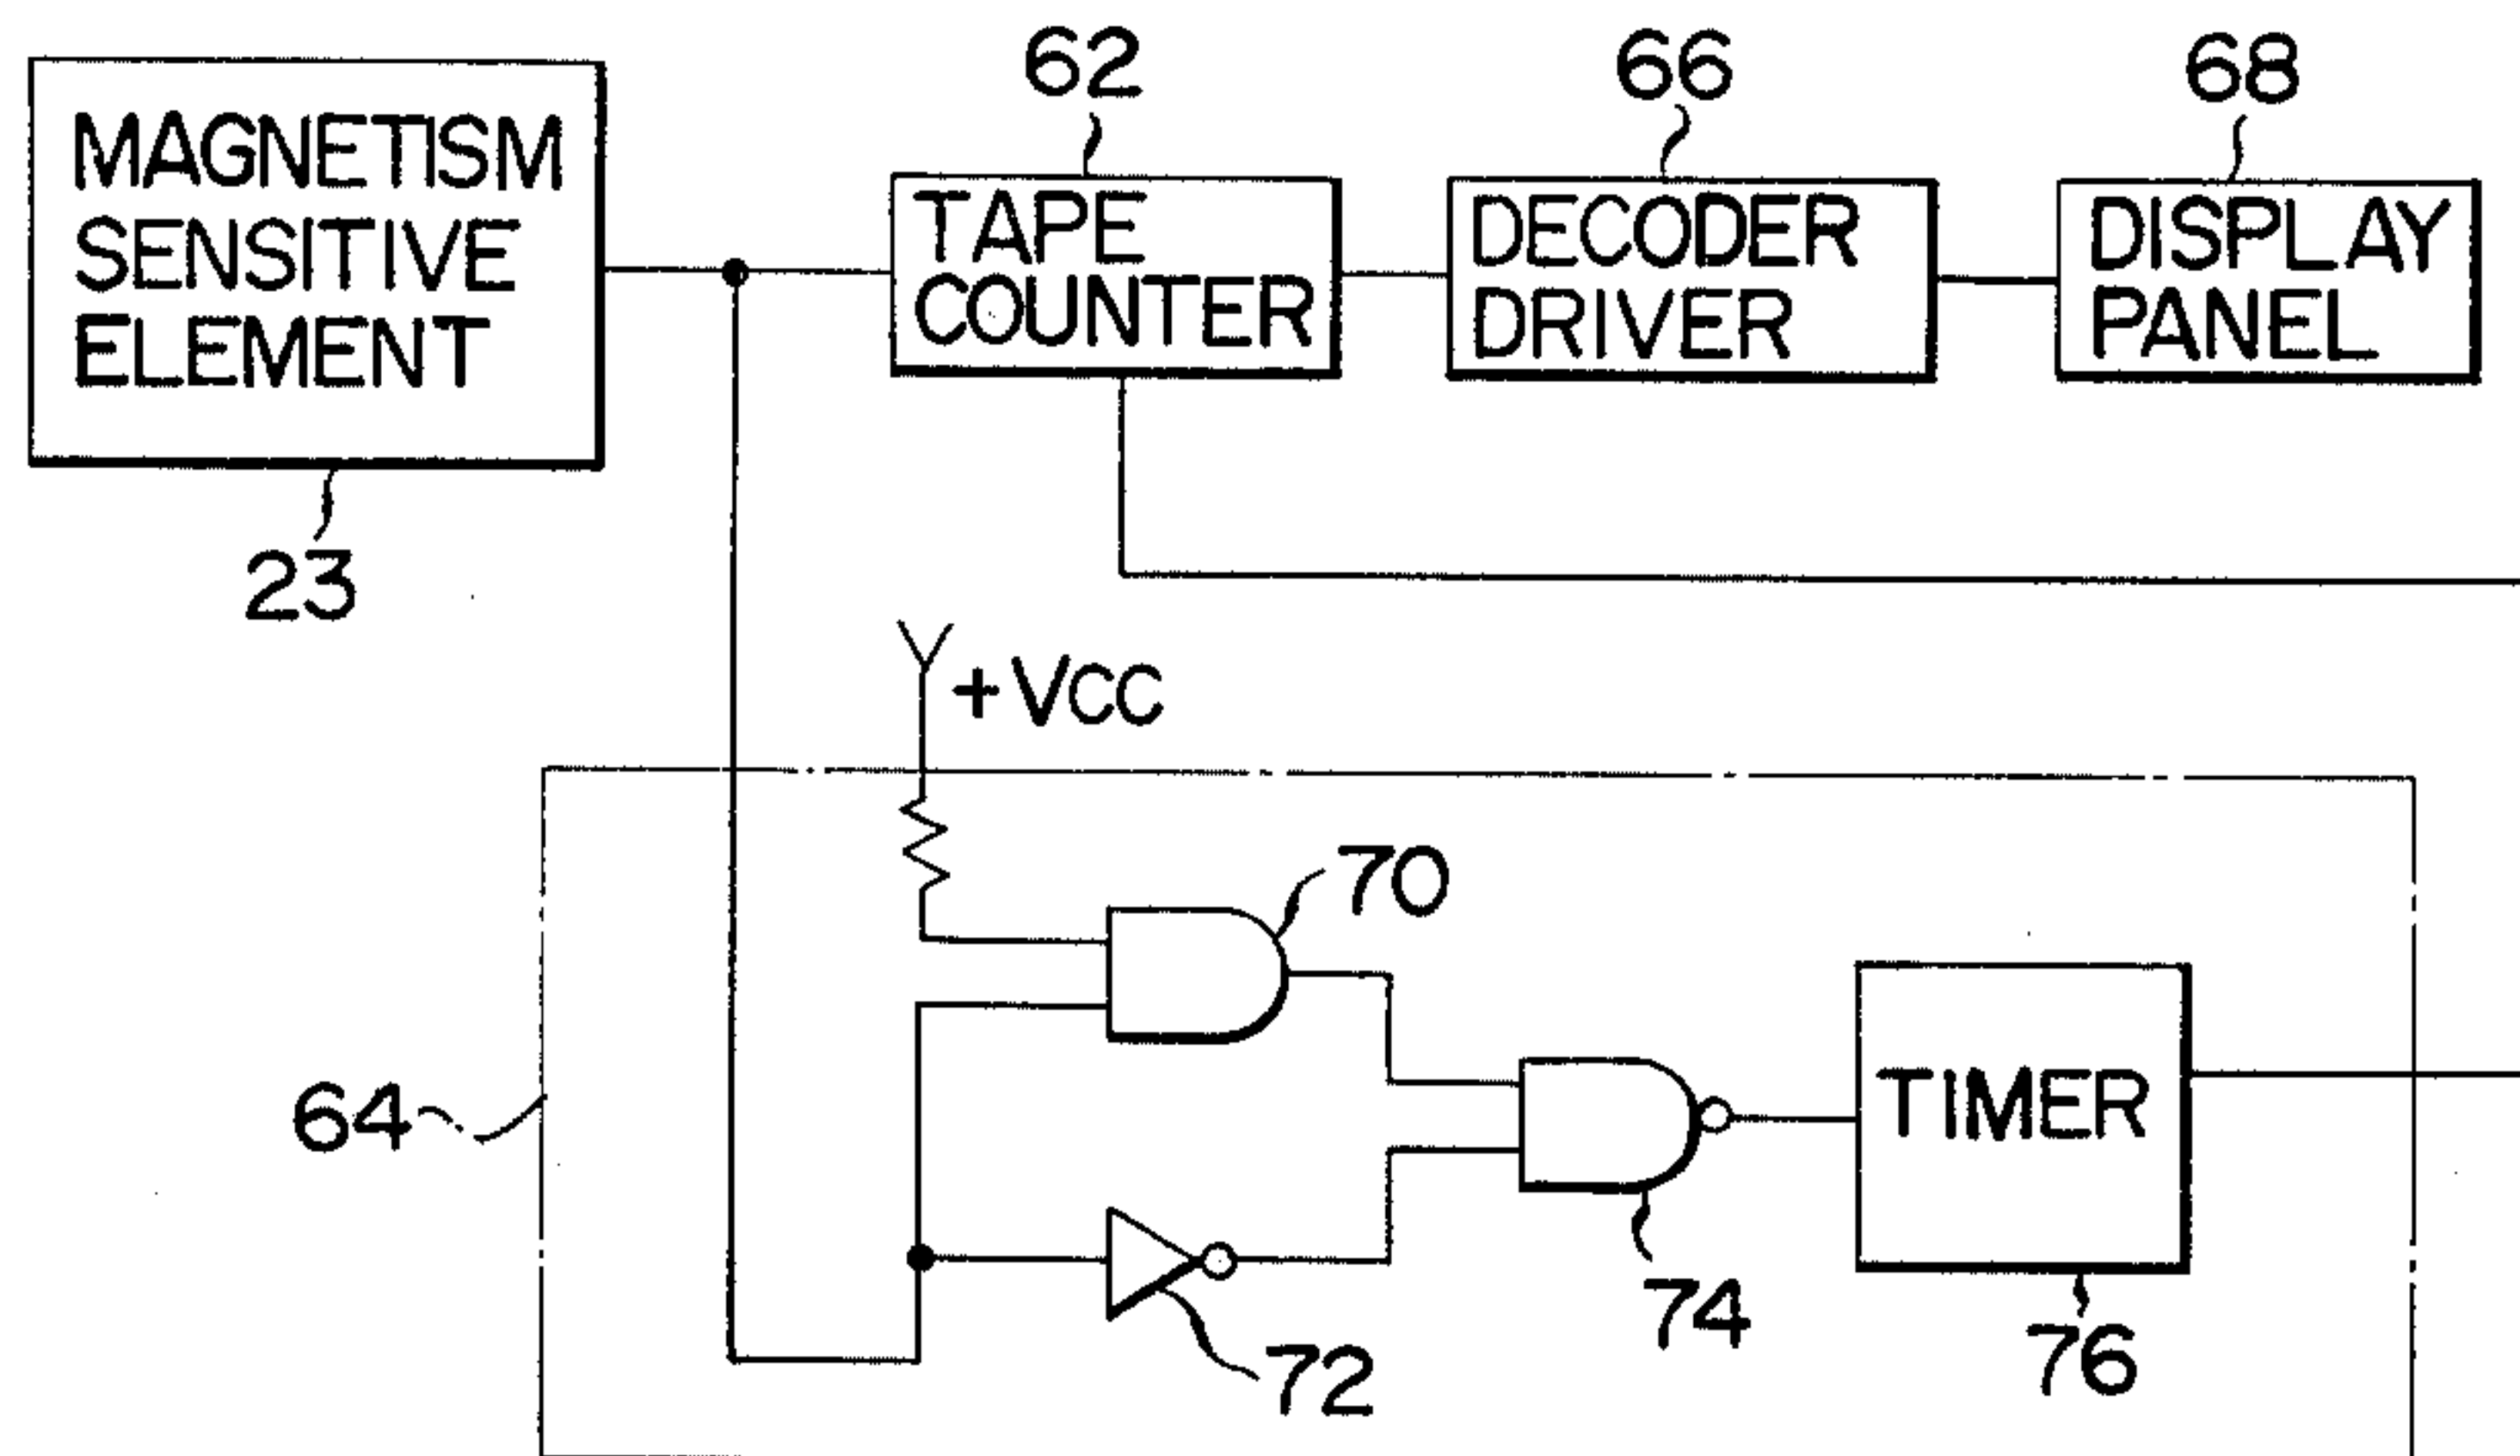 62
66
68
MAGNETISM
SENSITIVE
ELEMENT
TAPE
COUNTER
DECODER
DRIVER
DISPLAY
PANEL
23
+VCC
70
64
TIMER
74
72
76